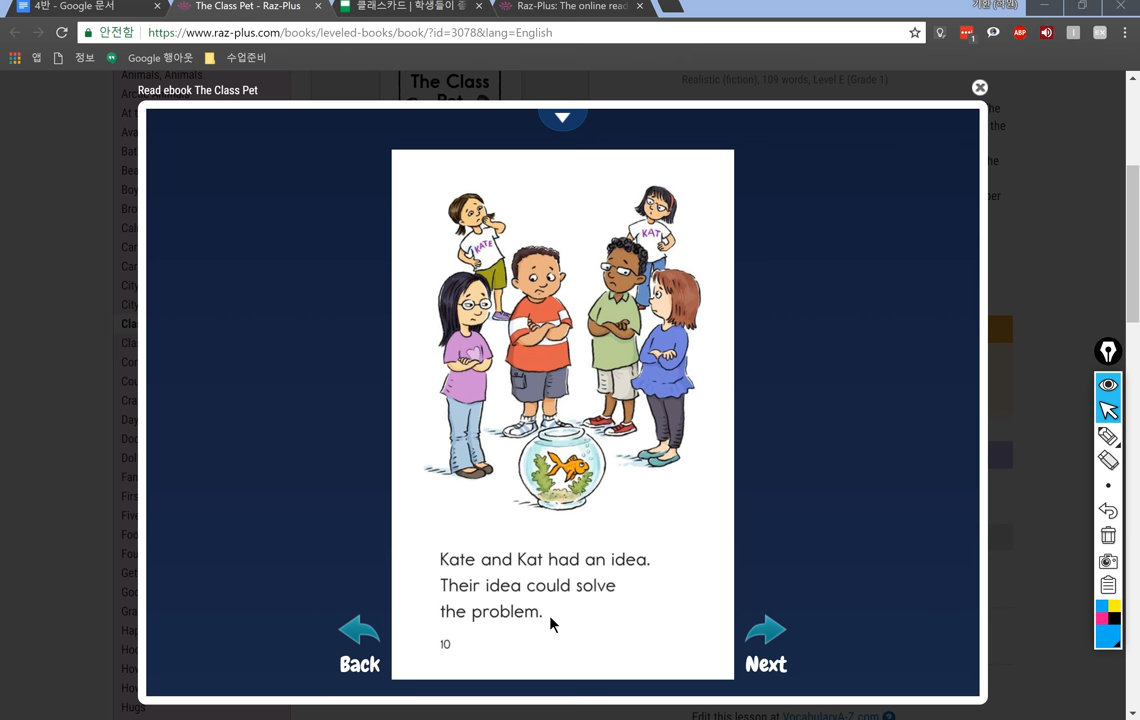 4반 - Google 문서
The Class Pet - Raz-Plus
클래스카드 | 학생들이 좋
Raz-Plus: The online read
안전함
https://www.raz-plus.com/books/leveled-books/book/?id=3078&lang=English
앱
정보
Google 행아웃
수업준비
ABP
Animals, Animals
Read ebook The Class Pet
The Class
Realistic (fiction), 109 words, Level E (Grade 1)
KATE
KAT
Kate and Kat had an idea.
Their idea could solve
the problem.
10
Back
Next
Edit this lesson at VocabularyA-Z.com
Hugs